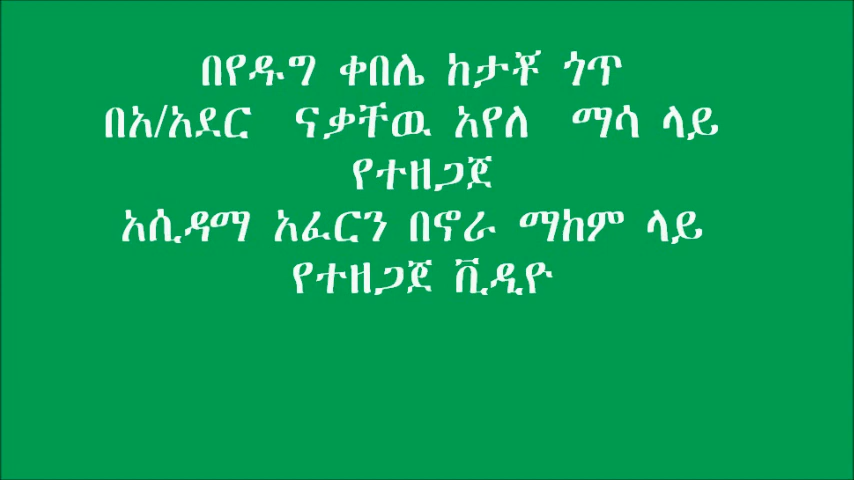 በየዱግ ቀበሌ ከታቾ ጎጥ
በአ/አደር ናቃቸዉ አየለ ማሳ ላይ
የተዘጋጀ
አሲዳማ አፈርን በኖራ ማከም ላይ
የተዘጋጀ ቪዲዮ